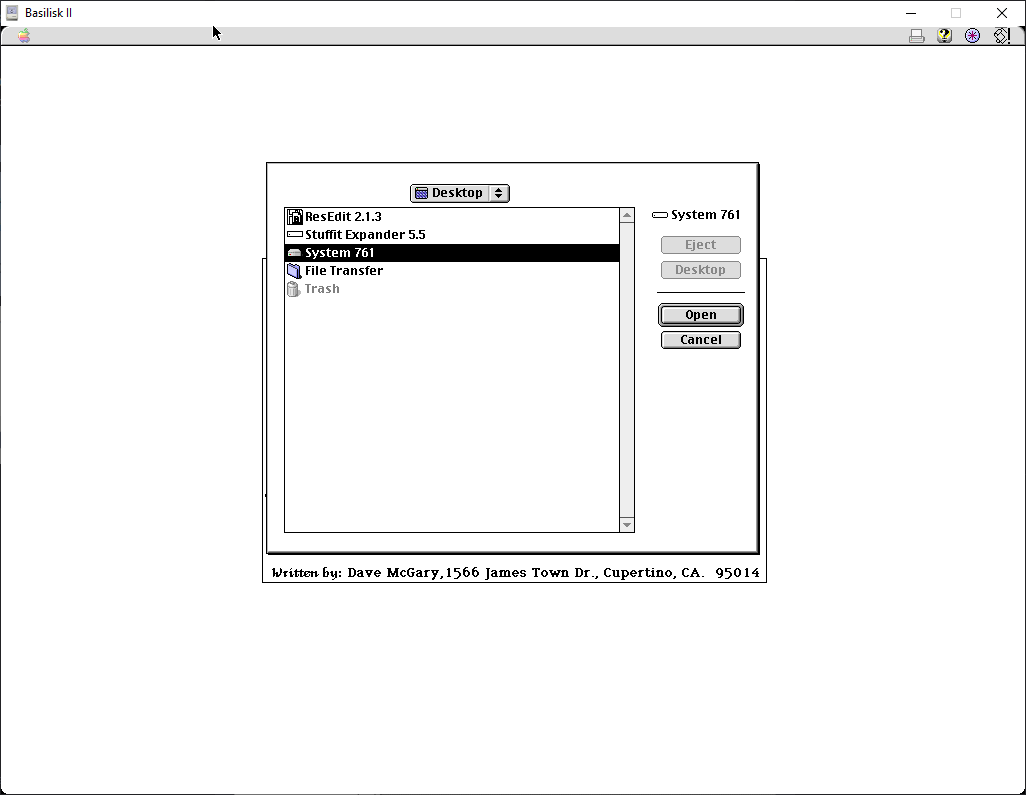 Basilisk II
Desktop
ResEdit 2.1.3
Stuffit Expander 5.5
System 761
File Transfer
Trash
System 761
Eject
Desktop
Open
Cancel
Written by: Dave McGary,1566 James Town Dr., Cupertino, CA. 95014